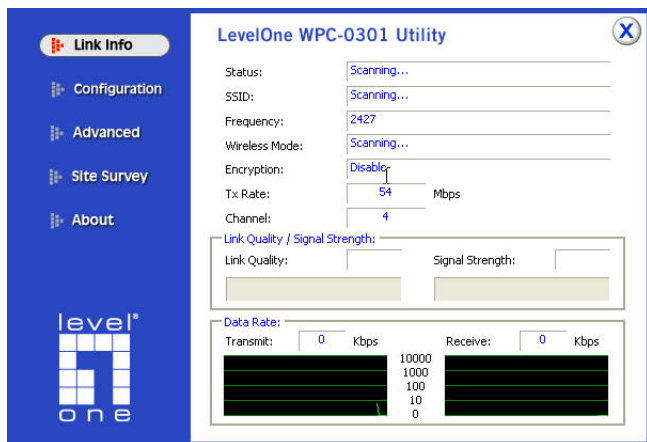 LevelOne WPC-0301 Utility
X
Link Info
Configuration
Advanced
Site Survey
About
level®
one
Status: Scanning...
SSID: Scanning...
Frequency: 2427
Wireless Mode: Scanning...
Encryption: Disable
Tx Rate: 54 Mbps
Channel: 4
Link Quality / Signal Strength:
Link Quality: Signal Strength:
Data Rate:
Transmit: 0 Kbps Receive: 0 Kbps
10000
1000
100
10
0